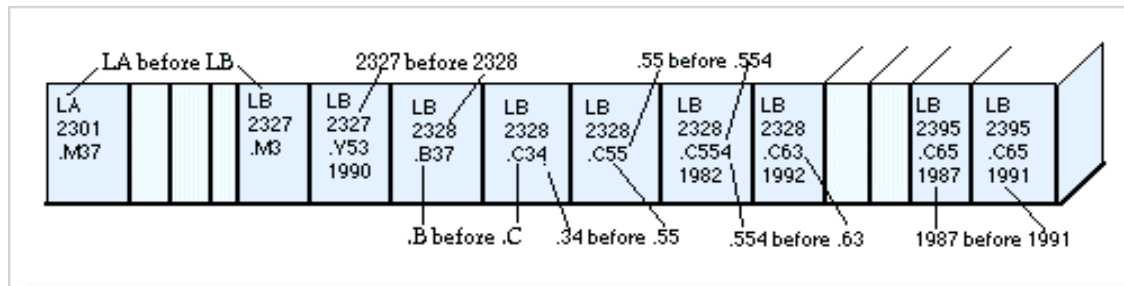 LA before LB
2327 before 2328
.55 before .554
LA
2301
.M37
LB
2327
.M3
LB
2327
.Y53
1990
LB
2328
.B37
LB
2328
.C34
LB
2328
.C55
LB
2328
.C554
1982
LB
2328
.C63
1992
LB
2395
.C65
1987
LB
2395
.C65
1991
.B before .C
.34 before .55
.554 before .63
1987 before 1991